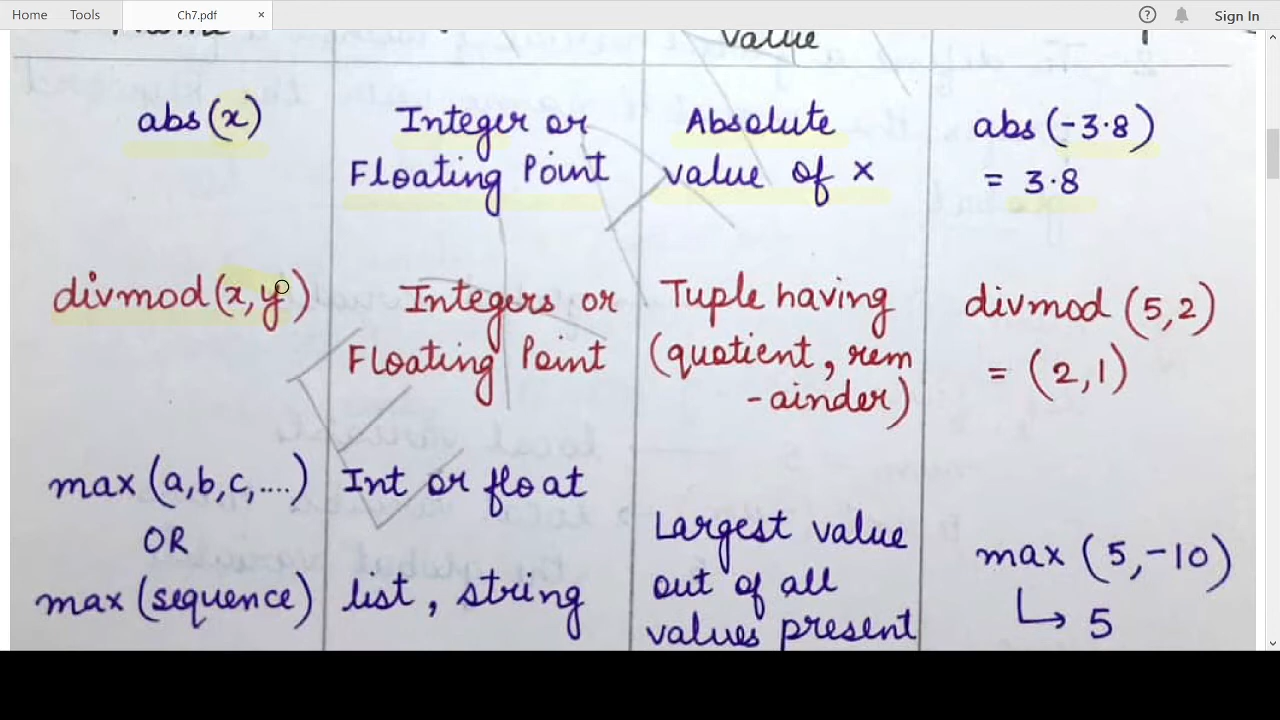 Home Tools Ch7.pdf × ? Sign In
Value
abs(x) Integer or Absolute abs(-3.8)
Floating Point value of x = 3.8
divmod(x,y) Integers or Tuple having divmod (5,2)
Floating Point (quotient, rem = (2,1)
-ainder)
max(a,b,c,....) Int or float
OR Largest value max (5,-10)
max(sequence) list, string out of all 5
values present